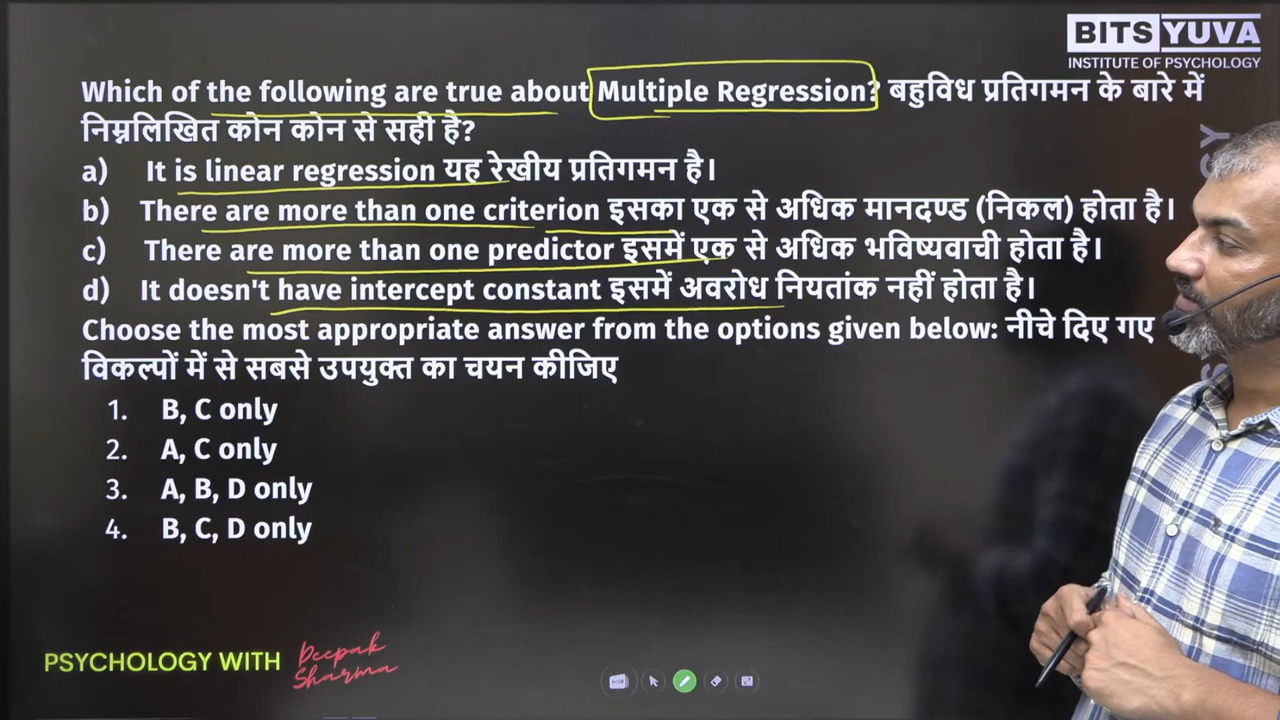 BITS YUVA
INSTITUTE OF PSYCHOLOGY
Which of the following are true about Multiple Regression? बहुविध प्रतिगमन के बारे में
निम्नलिखित कोन कोन से सही है?
a) It is linear regression यह रेखीय प्रतिगमन है।
b) There are more than one criterion इसका एक से अधिक मानदण्ड (निकल) होता है।
c) There are more than one predictor इसमें एक से अधिक भविष्यवाची होता है।
d) It doesn't have intercept constant इसमें अवरोध नियतांक नहीं होता है।
Choose the most appropriate answer from the options given below: नीचे दिए गए
विकल्पों में से सबसे उपयुक्त का चयन कीजिए
1. B, C only
2. A, C only
3. A, B, D only
4. B, C, D only
PSYCHOLOGY WITH Deepak
Sharma